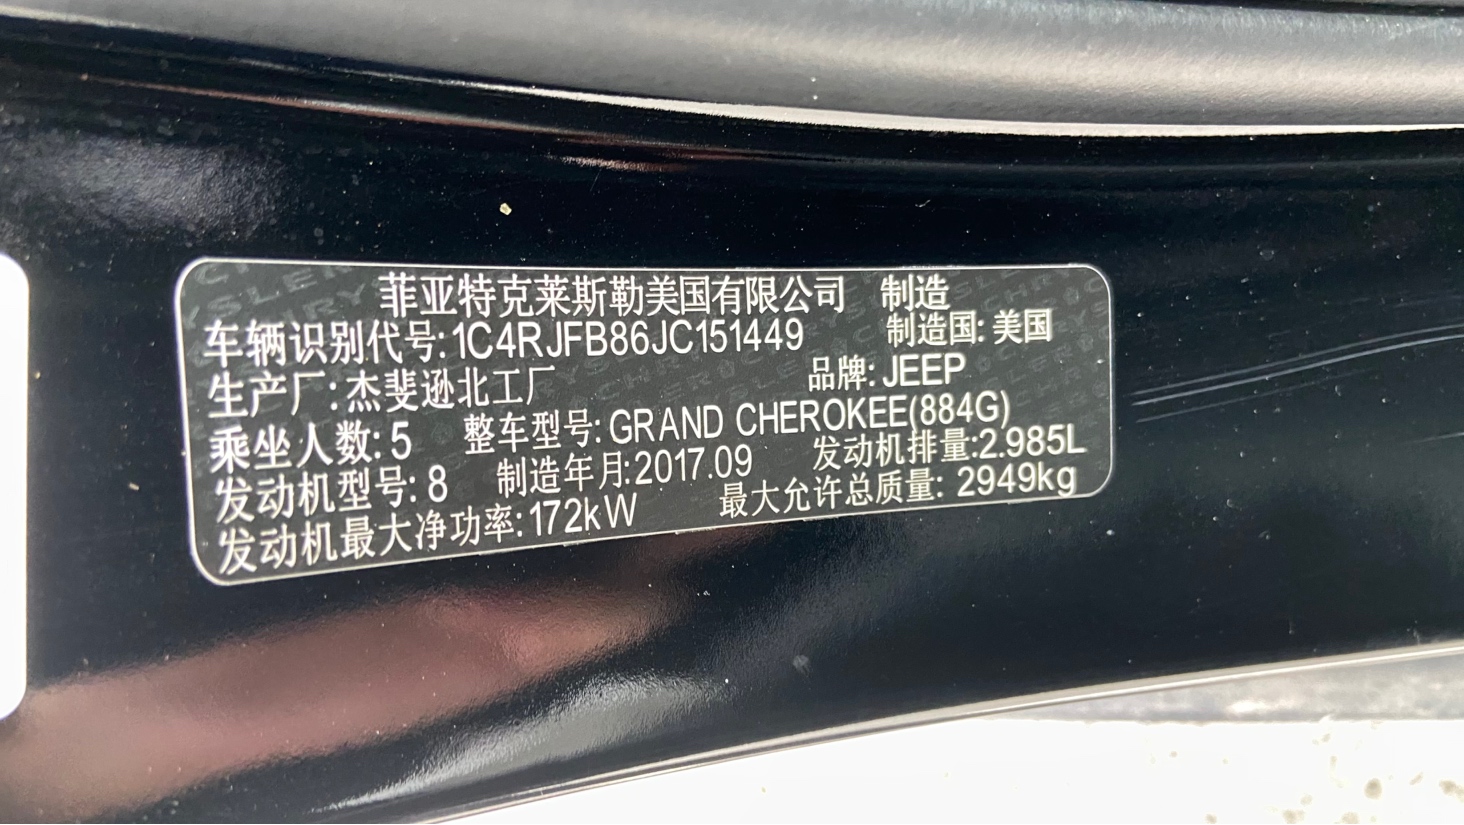 菲亚特克莱斯勒美国有限公司 制造
车辆识别代号: 1C4RJFB86JC151449 制造国: 美国
生产厂: 杰斐逊北工厂 品牌: JEEP
乘坐人数: 5 整车型号: GRAND CHEROKEE(884G)
发动机型号: 8 制造年月: 2017.09 发动机排量: 2.985L
发动机最大净功率: 172kW 最大允许总质量: 2949kg